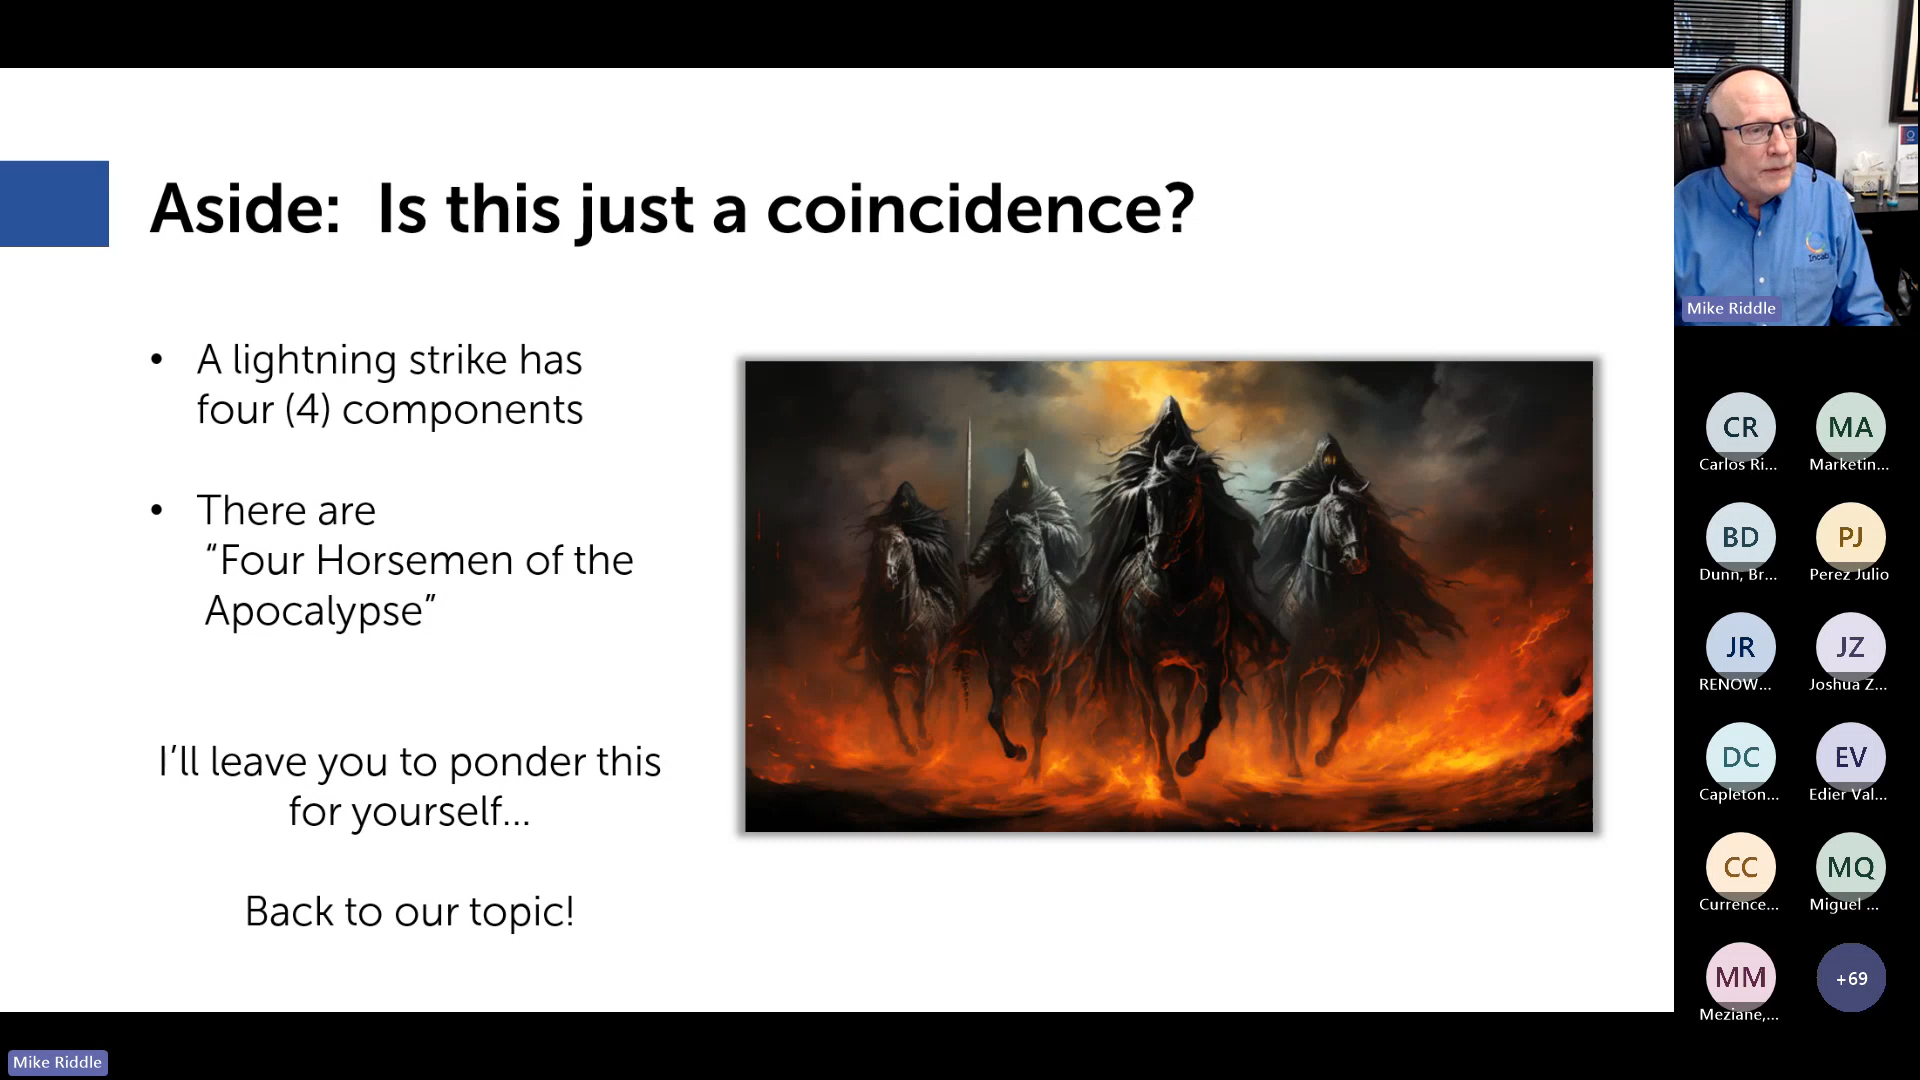 Aside: Is this just a coincidence?
• A lightning strike has
four (4) components
• There are
“Four Horsemen of the
Apocalypse”
I’ll leave you to ponder this
for yourself...
Back to our topic!
Mike Riddle
CR
MA
Carlos Ri...
Marketin...
BD
PJ
Dunn, Br...
Perez Julio
JR
JZ
RENOW...
Joshua Z...
DC
EV
Capleton...
Edier Val...
CC
MQ
Currence...
Miguel ...
MM
+69
Meziane,...
Mike Riddle